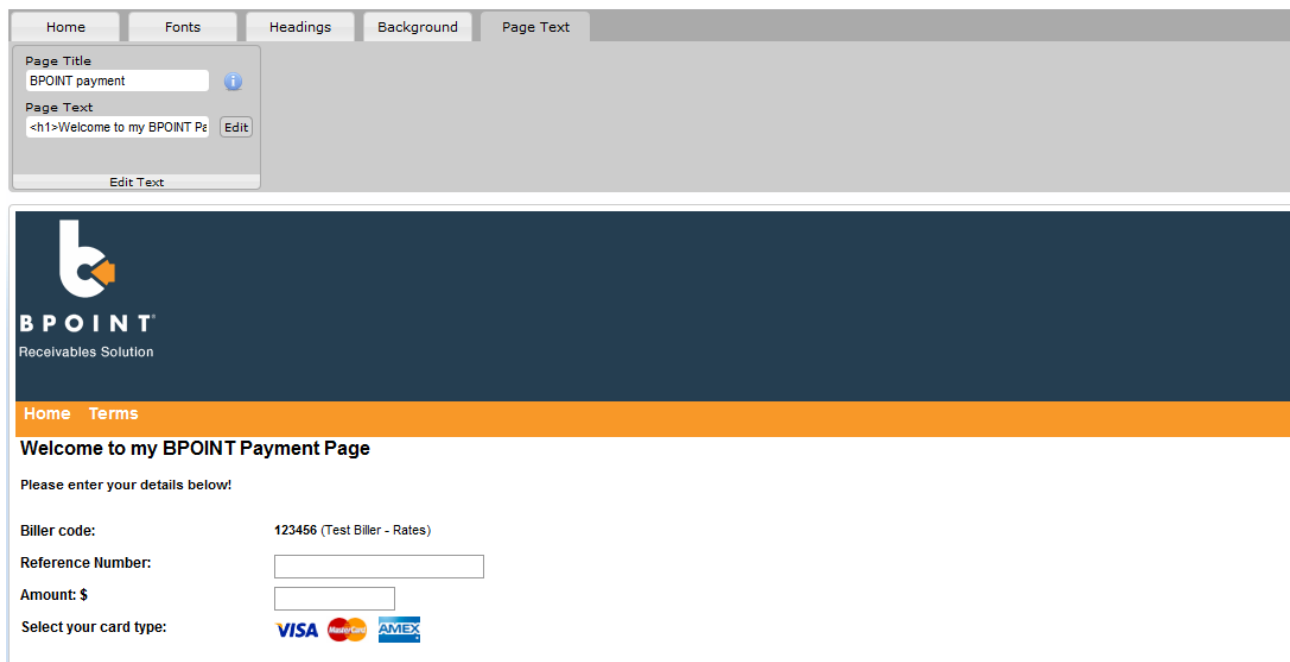 Home Fonts Headings Background Page Text
Page Title
BPOINT payment
i
Page Text
<h1>Welcome to my BPOINT Pa Edit
Edit Text
b
BPOINT®
Receivables Solution
Home Terms
Welcome to my BPOINT Payment Page
Please enter your details below!
Biller code: 123456 (Test Biller - Rates)
Reference Number:
Amount: $
Select your card type: VISA MasterCard AMEX